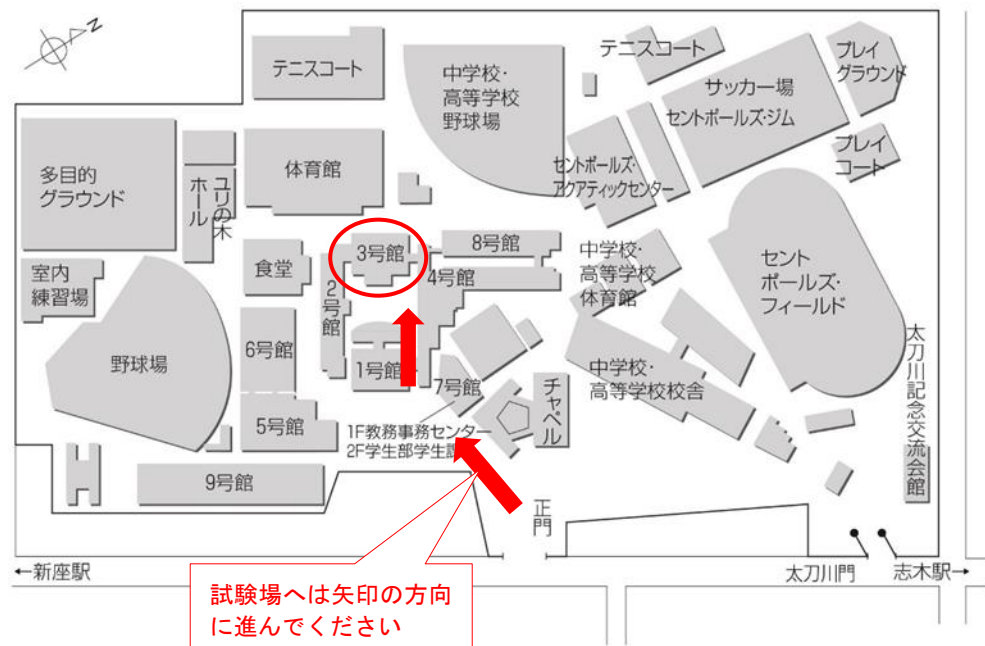 N
テニスコート
中学校・
高等学校
野球場
テニスコート
サッカー場
セントポールズ・ジム
プレイ
グラウンド
プレイ
コート
多目的
グラウンド
ユリの木
ホール
体育館
セントポールズ・
アクアティックセンター
室内
練習場
食堂
2号館
3号館
4号館
8号館
中学校・
高等学校
体育館
セント
ポールズ・
フィールド
野球場
6号館
1号館
7号館
チャペル
中学校・
高等学校校舎
太刀川記念交流会館
5号館
1F教務事務センター
2F学生部学生課
9号館
正門
←新座駅
太刀川門
志木駅→
試験場へは矢印の方向
に進んでください